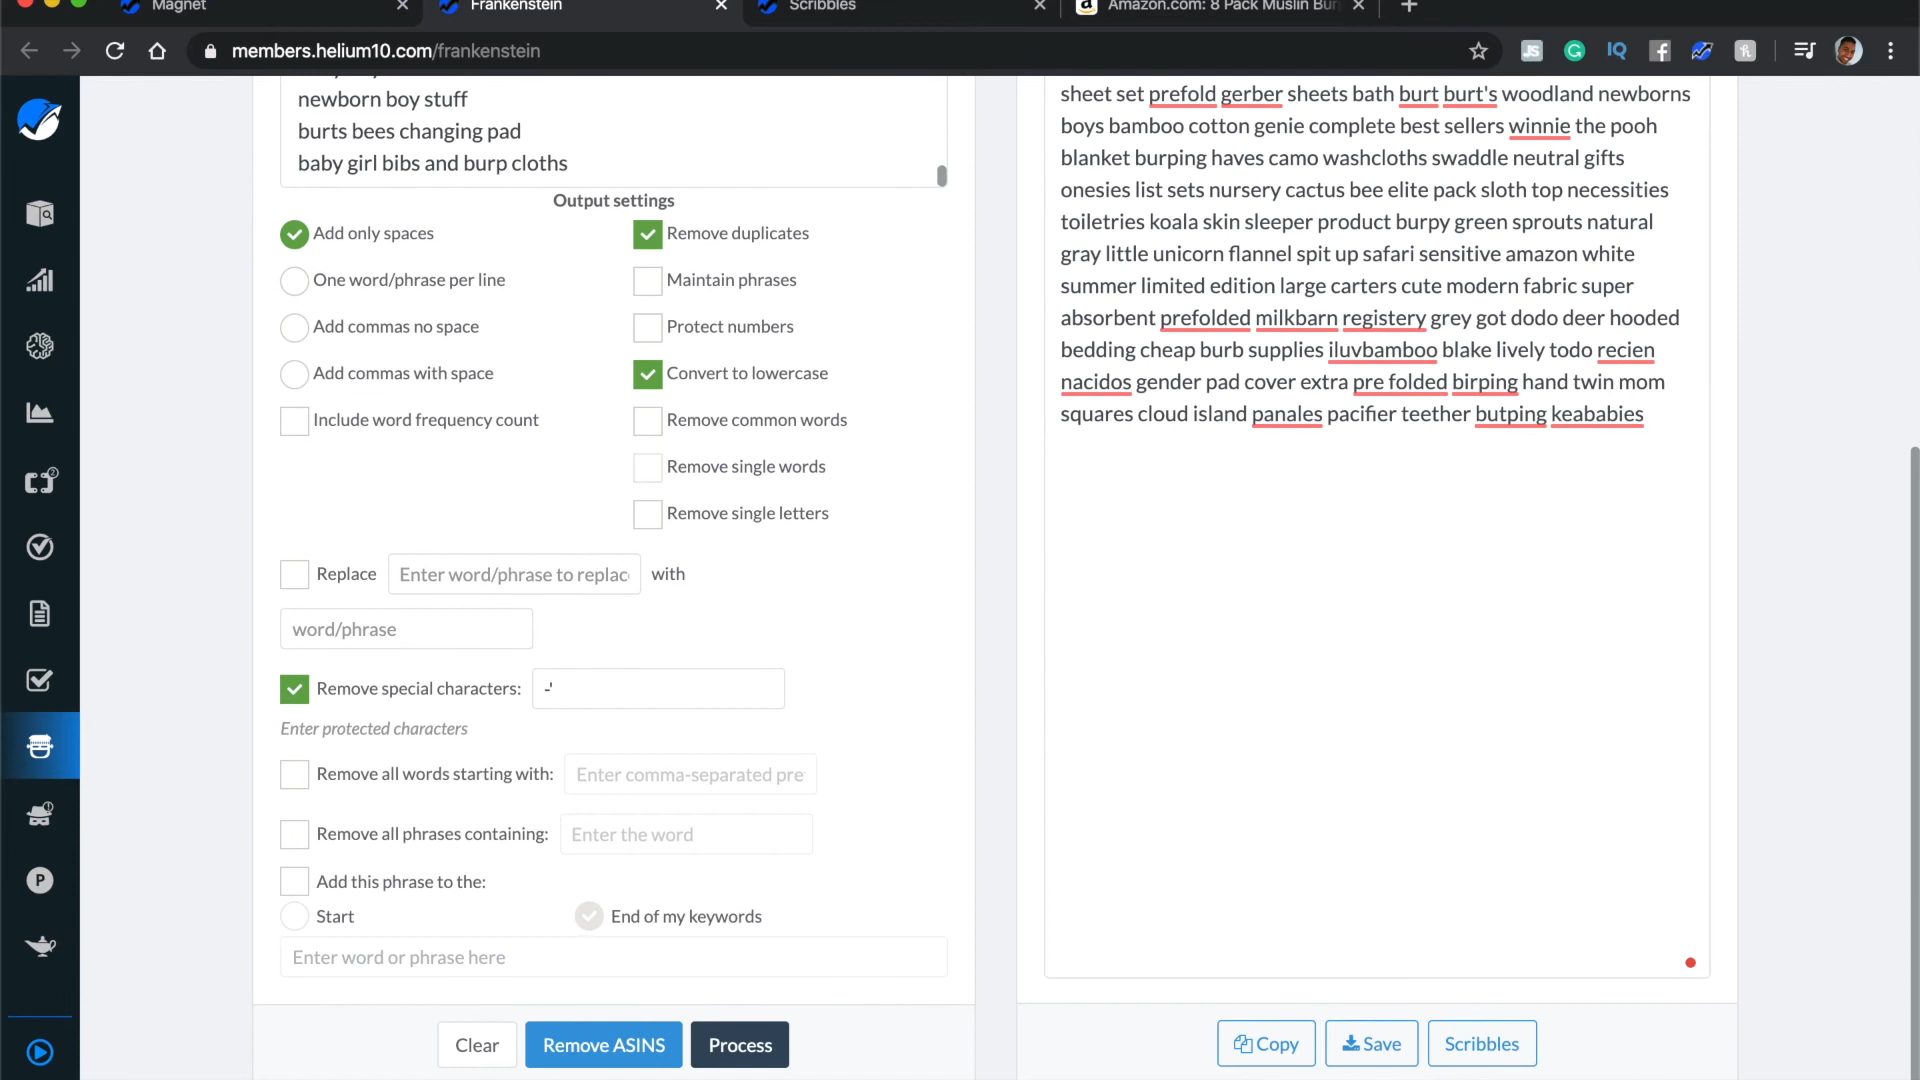 Magnet
Frankenstein
Scribbles
Amazon.com: 8 Pack Muslin Bur
members.helium10.com/frankenstein
newborn boy stuff
burts bees changing pad
baby girl bibs and burp cloths
Output settings
Add only spaces
Remove duplicates
One word/phrase per line
Maintain phrases
Add commas no space
Protect numbers
Add commas with space
Convert to lowercase
Include word frequency count
Remove common words
Remove single words
Remove single letters
Replace Enter word/phrase to replac with
word/phrase
Remove special characters: -'
Enter protected characters
Remove all words starting with: Enter comma-separated pre
Remove all phrases containing: Enter the word
Add this phrase to the:
Start
End of my keywords
Enter word or phrase here
Clear
Remove ASINS
Process
sheet set prefold gerber sheets bath burt burt's woodland newborns
boys bamboo cotton genie complete best sellers winnie the pooh
blanket burping haves camo washcloths swaddle neutral gifts
onesies list sets nursery cactus bee elite pack sloth top necessities
toiletries koala skin sleeper product burpy green sprouts natural
gray little unicorn flannel spit up safari sensitive amazon white
summer limited edition large carters cute modern fabric super
absorbent prefolded milkbarn registery grey got dodo deer hooded
bedding cheap burb supplies iluvbamboo blake lively todo recien
nacidos gender pad cover extra pre folded birping hand twin mom
squares cloud island panales pacifier teether butping keababies
Copy
Save
Scribbles